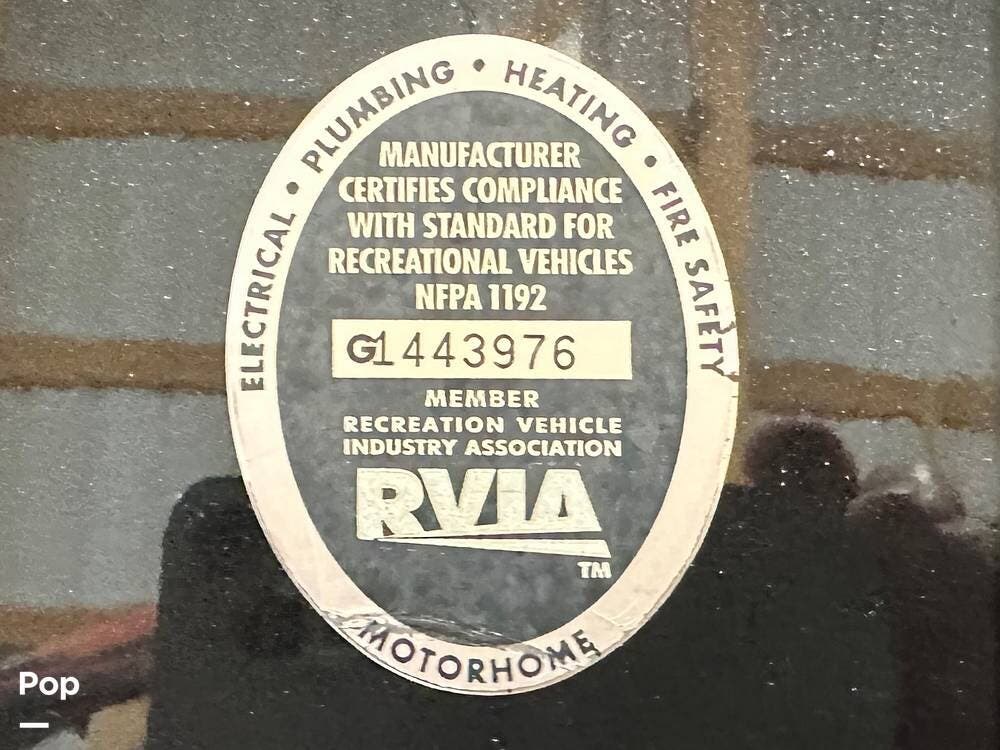 ELECTRICAL • PLUMBING • HEATING • FIRE SAFETY
MANUFACTURER
CERTIFIES COMPLIANCE
WITH STANDARD FOR
RECREATIONAL VEHICLES
NFPA 1192
G1443976
MEMBER
RECREATION VEHICLE
INDUSTRY ASSOCIATION
RVIA
TM
MOTORHOME
Pop